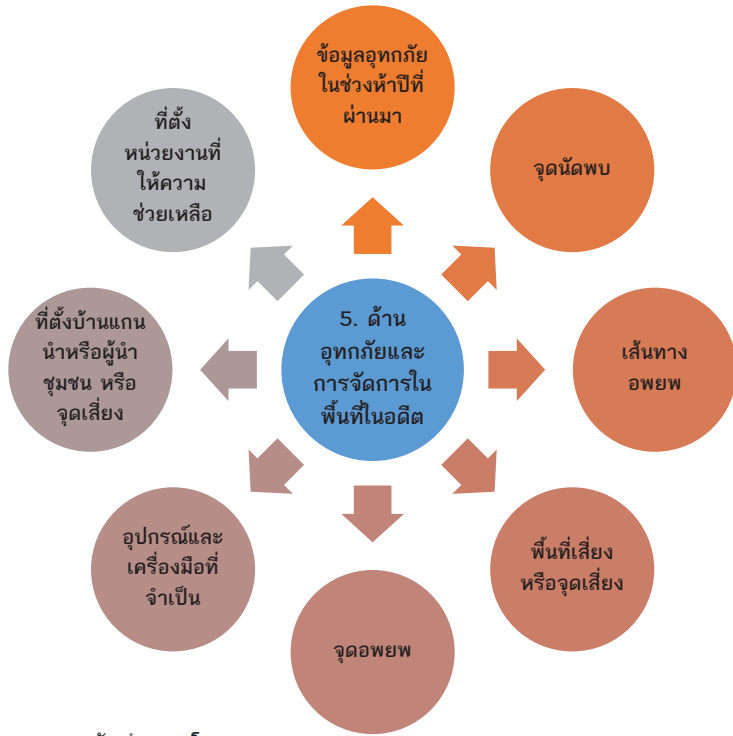 ข้อมูลอุทกภัย
ในช่วงห้าปีที่
ผ่านมา
จุดนัดพบ
เส้นทาง
อพยพ
พื้นที่เสี่ยง
หรือจุดเสี่ยง
จุดอพยพ
อุปกรณ์และ
เครื่องมือที่
จำเป็น
ที่ตั้งบ้านแกน
นำหรือผู้นำ
ชุมชน หรือ
จุดเสี่ยง
ที่ตั้ง
หน่วยงานที่
ให้ความ
ช่วยเหลือ
5. ด้าน
อุทกภัยและ
การจัดการใน
พื้นที่ในอดีต